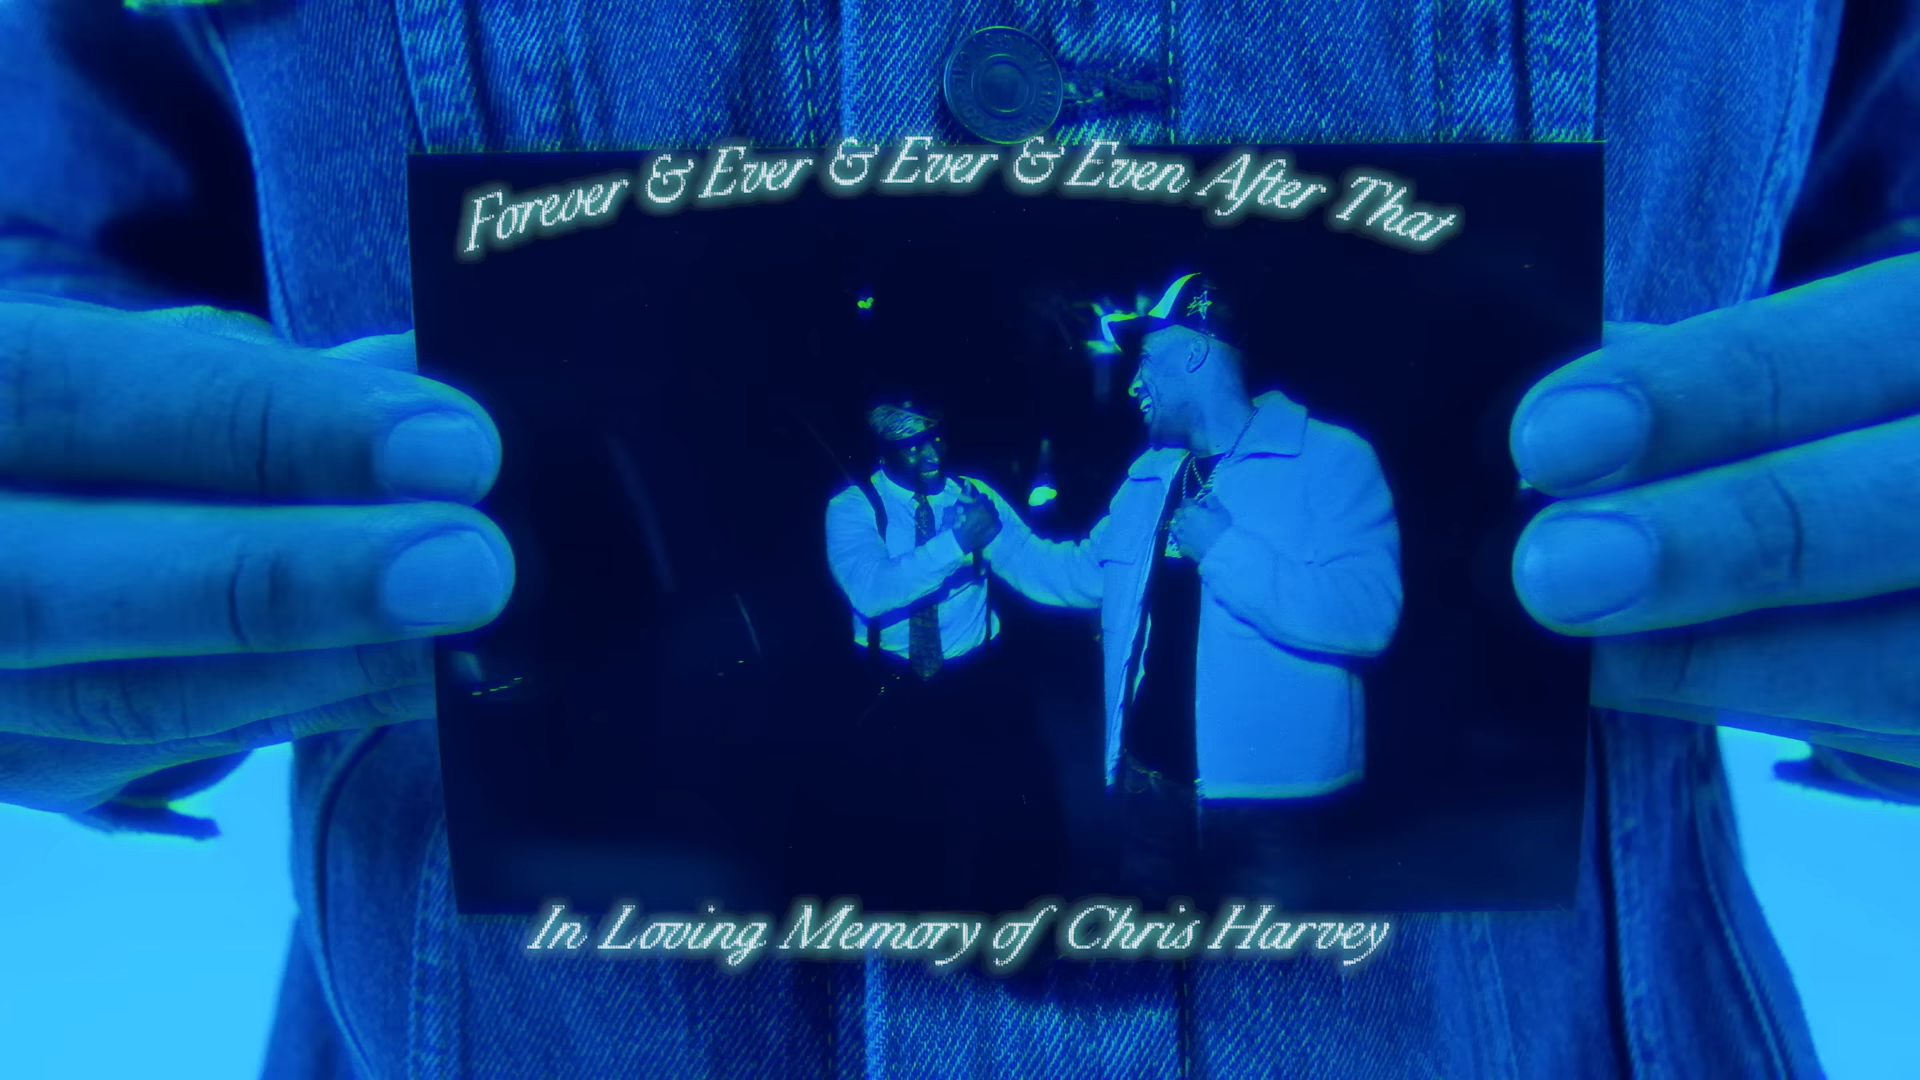 Forever & Ever & Ever & Even After That
In Loving Memory of Chris Harvey